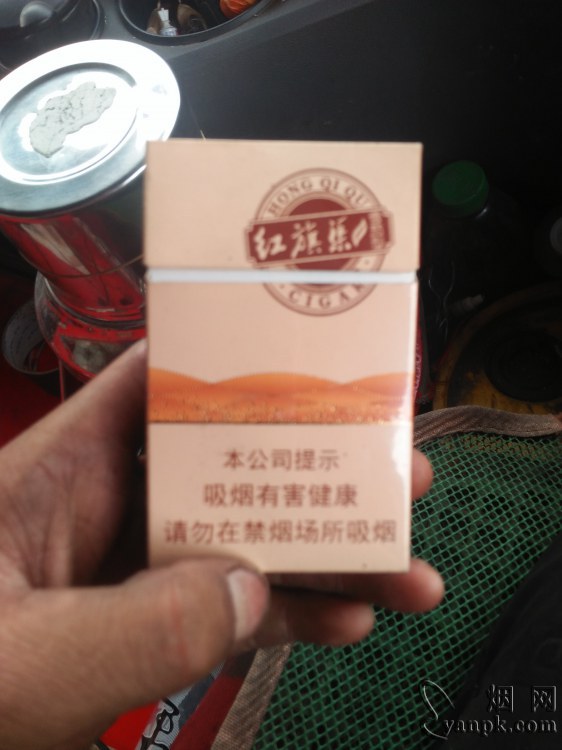 HONG QI QU
红旗渠
CIGAR
本公司提示
吸烟有害健康
请勿在禁烟场所吸烟
烟网
yanpk.com